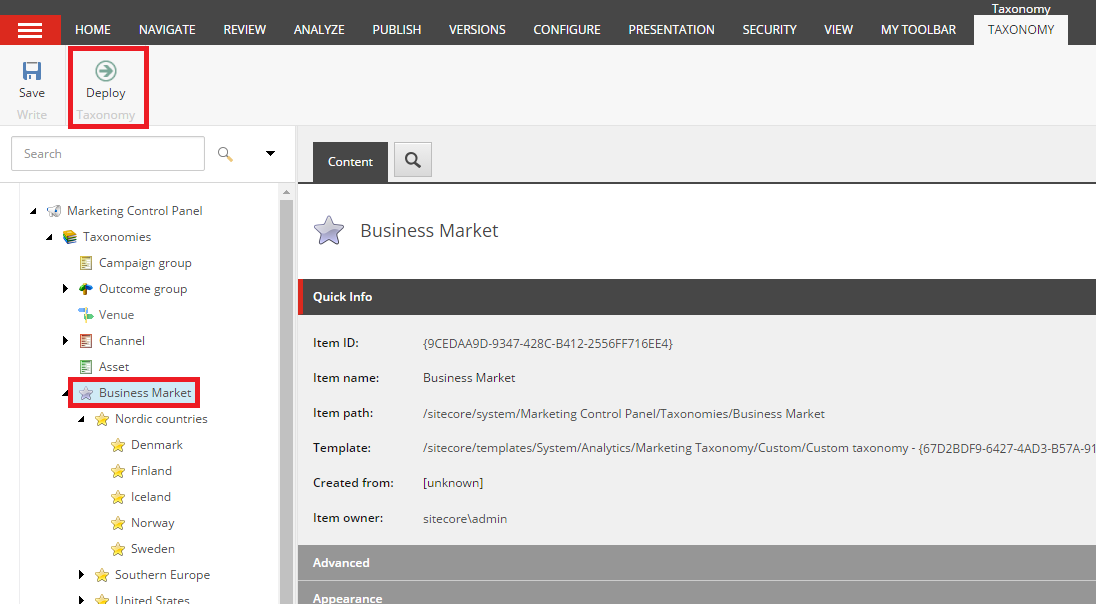 Taxonomy
HOME NAVIGATE REVIEW ANALYZE PUBLISH VERSIONS CONFIGURE PRESENTATION SECURITY VIEW MY TOOLBAR TAXONOMY
Save Deploy
Write Taxonomy
Search
Content
Marketing Control Panel
Taxonomies
Campaign group
Outcome group
Venue
Channel
Asset
Business Market
Nordic countries
Denmark
Finland
Iceland
Norway
Sweden
Southern Europe
United States
Business Market
Quick Info
Item ID: {9CEDAA9D-9347-428C-B412-2556FF716EE4}
Item name: Business Market
Item path: /sitecore/system/Marketing Control Panel/Taxonomies/Business Market
Template: /sitecore/templates/System/Analytics/Marketing Taxonomy/Custom/Custom taxonomy - {67D2BDF9-6427-4AD3-B57A-91
Created from: [unknown]
Item owner: sitecore\admin
Advanced
Appearance